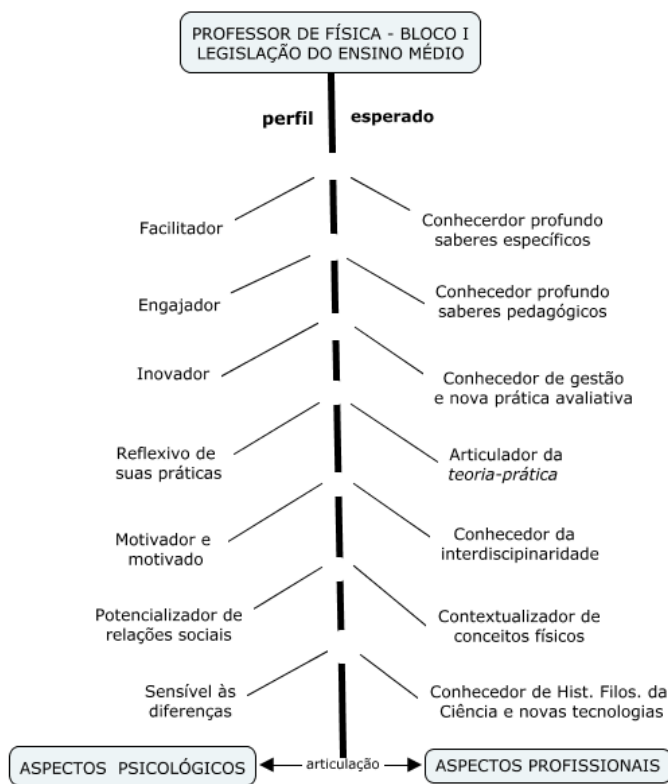 PROFESSOR DE FÍSICA - BLOCO I
LEGISLAÇÃO DO ENSINO MÉDIO
perfil esperado
Facilitador
Conhecerdor profundo
saberes específicos
Engajador
Conhecedor profundo
saberes pedagógicos
Inovador
Conhecedor de gestão
e nova prática avaliativa
Reflexivo de
suas práticas
Articulador da
teoria-prática
Motivador e
motivado
Conhecedor da
interdiscipinaridade
Potencializador de
relações sociais
Contextualizador de
conceitos físicos
Sensível às
diferenças
Conhecedor de Hist. Filos. da
Ciência e novas tecnologias
ASPECTOS PSICOLÓGICOS articulação ASPECTOS PROFISSIONAIS